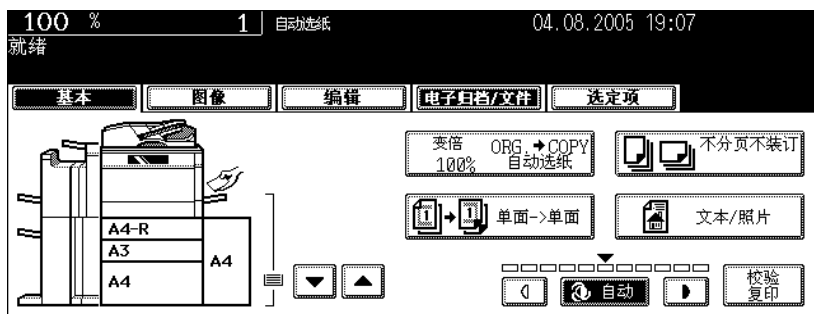 100 % 1 自动选纸 04.08.2005 19:07
就绪
基本 图像 编辑 电子归档/文件 选定项
变倍 ORG.➔COPY
100% 自动选纸
不分页不装订
1 ➔ 1 单面->单面
文本/照片
A4-R
A3
A4
A4
自动
校验
复印